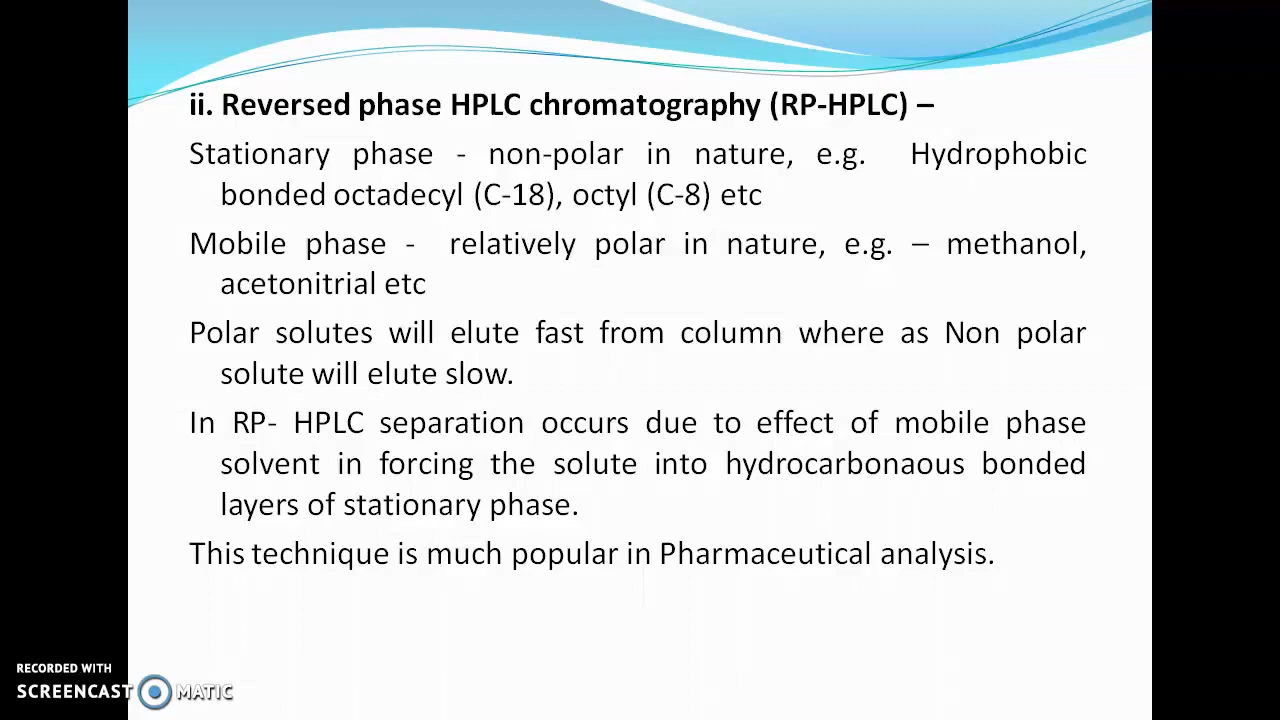 ii. Reversed phase HPLC chromatography (RP-HPLC) –
Stationary phase - non-polar in nature, e.g. Hydrophobic
bonded octadecyl (C-18), octyl (C-8) etc
Mobile phase - relatively polar in nature, e.g. – methanol,
acetonitrial etc
Polar solutes will elute fast from column where as Non polar
solute will elute slow.
In RP- HPLC separation occurs due to effect of mobile phase
solvent in forcing the solute into hydrocarbonaous bonded
layers of stationary phase.
This technique is much popular in Pharmaceutical analysis.
RECORDED WITH
SCREENCAST MATIC